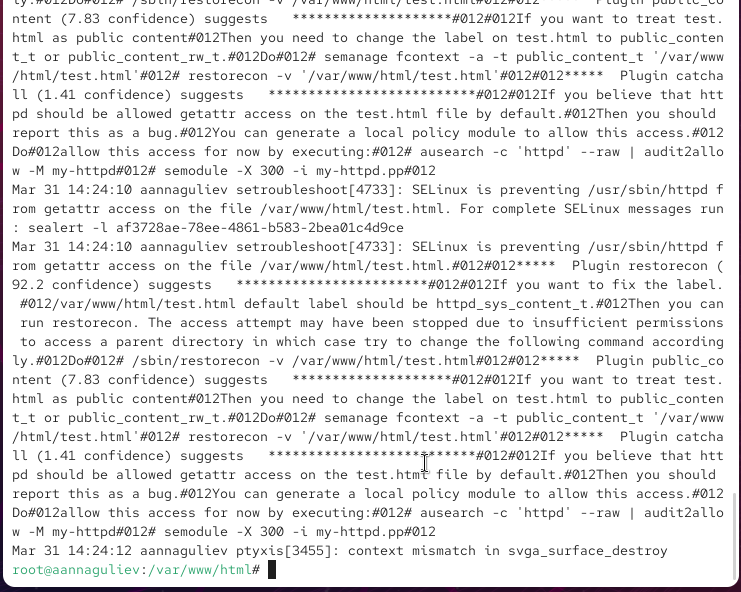 ly.#012Do#012# /sbin/restorecon -v /var/www/html/test.html#012#012***** Plugin public_co
ntent (7.83 confidence) suggests   ********************#012#012If you want to treat test.
html as public content#012Then you need to change the label on test.html to public_conten
t_t or public_content_rw_t.#012Do#012# semanage fcontext -a -t public_content_t '/var/www
/html/test.html'#012# restorecon -v '/var/www/html/test.html'#012#012*****  Plugin catcha
ll (1.41 confidence) suggests   **************************#012#012If you believe that htt
pd should be allowed getattr access on the test.html file by default.#012Then you should 
report this as a bug.#012You can generate a local policy module to allow this access.#012
Do#012allow this access for now by executing:#012# ausearch -c 'httpd' --raw | audit2allo
w -M my-httpd#012# semodule -X 300 -i my-httpd.pp#012
Mar 31 14:24:10 aannaguliev setroubleshoot[4733]: SELinux is preventing /usr/sbin/httpd f
rom getattr access on the file /var/www/html/test.html. For complete SELinux messages run
: sealert -l af3728ae-78ee-4861-b583-2bea01c4d9ce
Mar 31 14:24:10 aannaguliev setroubleshoot[4733]: SELinux is preventing /usr/sbin/httpd f
rom getattr access on the file /var/www/html/test.html.#012#012*****  Plugin restorecon (
92.2 confidence) suggests   ************************#012#012If you want to fix the label.
 #012/var/www/html/test.html default label should be httpd_sys_content_t.#012Then you can
 run restorecon. The access attempt may have been stopped due to insufficient permissions
 to access a parent directory in which case try to change the following command according
ly.#012Do#012# /sbin/restorecon -v /var/www/html/test.html#012#012*****  Plugin public_co
ntent (7.83 confidence) suggests   ********************#012#012If you want to treat test.
html as public content#012Then you need to change the label on test.html to public_conten
t_t or public_content_rw_t.#012Do#012# semanage fcontext -a -t public_content_t '/var/www
/html/test.html'#012# restorecon -v '/var/www/html/test.html'#012#012*****  Plugin catcha
ll (1.41 confidence) suggests   **************************#012#012If you believe that htt
pd should be allowed getattr access on the test.html file by default.#012Then you should 
report this as a bug.#012You can generate a local policy module to allow this access.#012
Do#012allow this access for now by executing:#012# ausearch -c 'httpd' --raw | audit2allo
w -M my-httpd#012# semodule -X 300 -i my-httpd.pp#012
Mar 31 14:24:12 aannaguliev ptyxis[3455]: context mismatch in svga_surface_destroy
root@aannaguliev:/var/www/html#